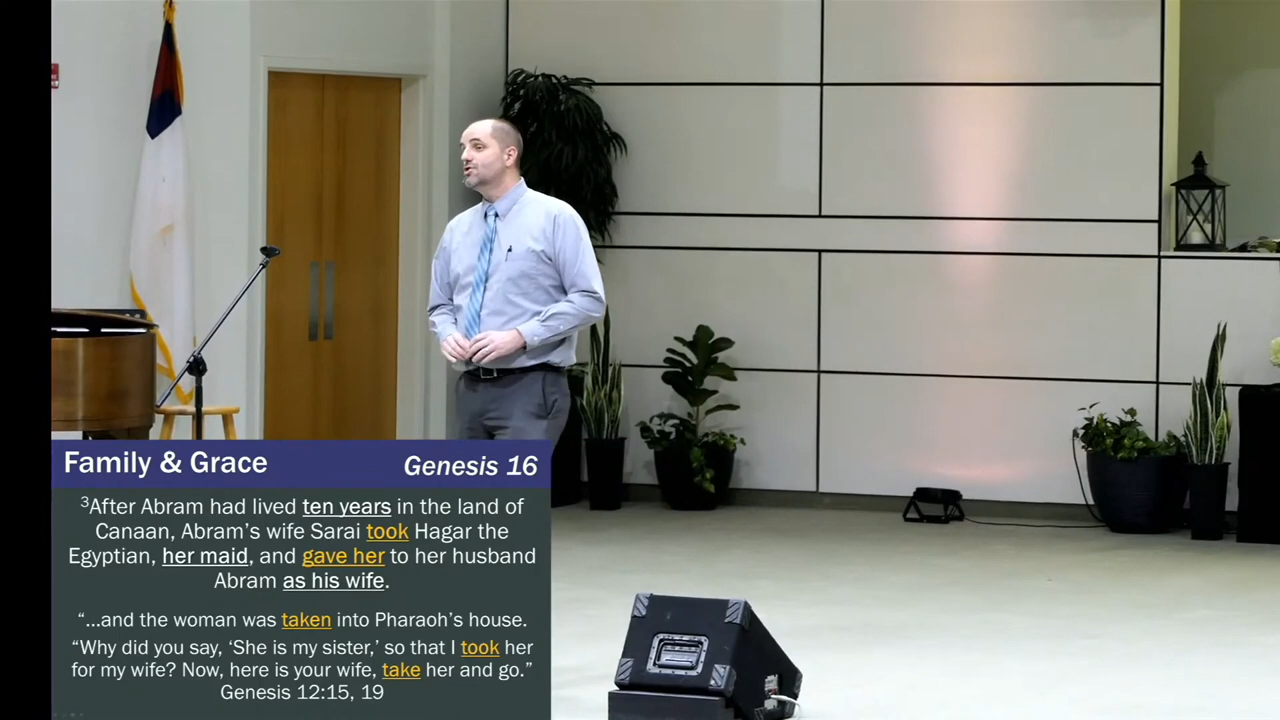 Family & Grace
Genesis 16
³After Abram had lived ten years in the land of
Canaan, Abram’s wife Sarai took Hagar the
Egyptian, her maid, and gave her to her husband
Abram as his wife.
“...and the woman was taken into Pharaoh’s house.
“Why did you say, ‘She is my sister,’ so that I took her
for my wife? Now, here is your wife, take her and go.”
Genesis 12:15, 19